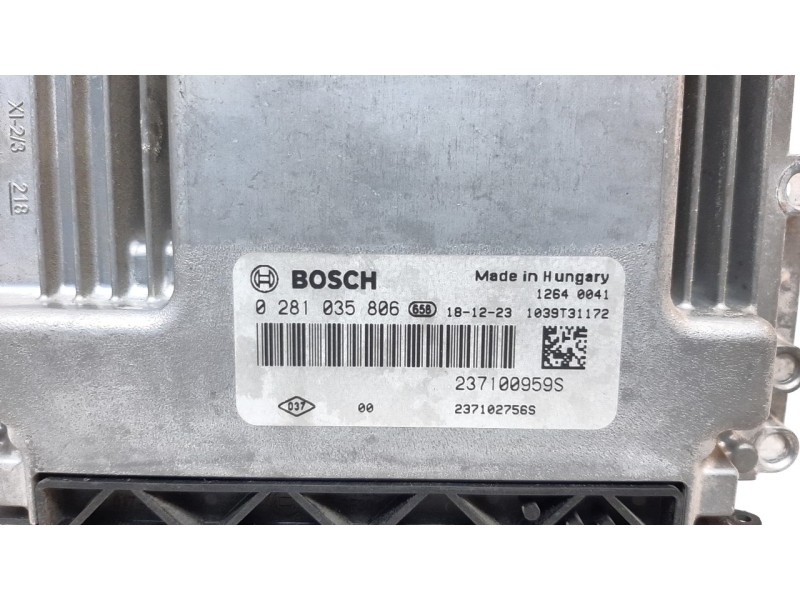 XI-2/3 218
BOSCH
Made in Hungary
1264 0041
0 281 035 806 658 18-12-23 1039T31172
237100959S
037 00 237102756S